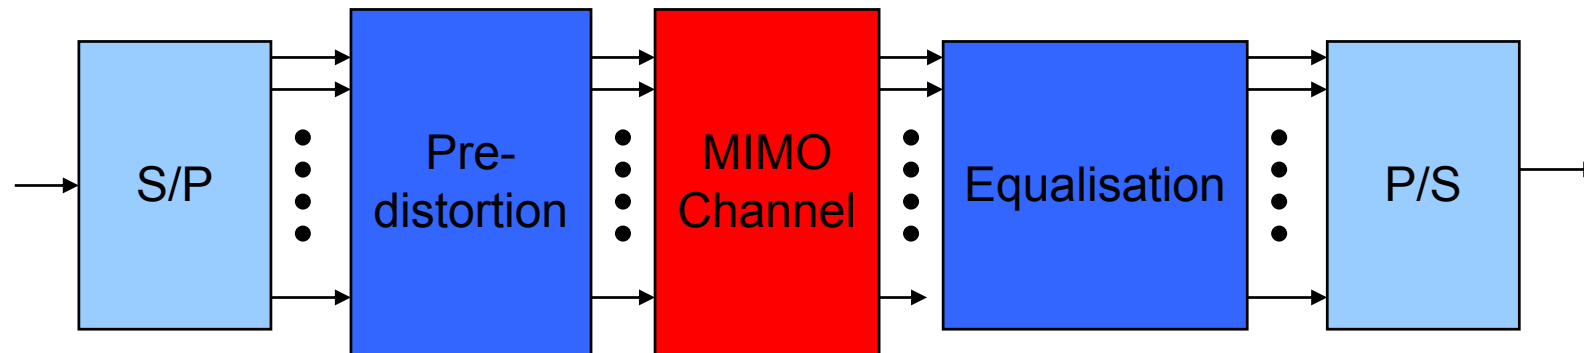 S/P
Pre-
distortion
MIMO
Channel
Equalisation
P/S